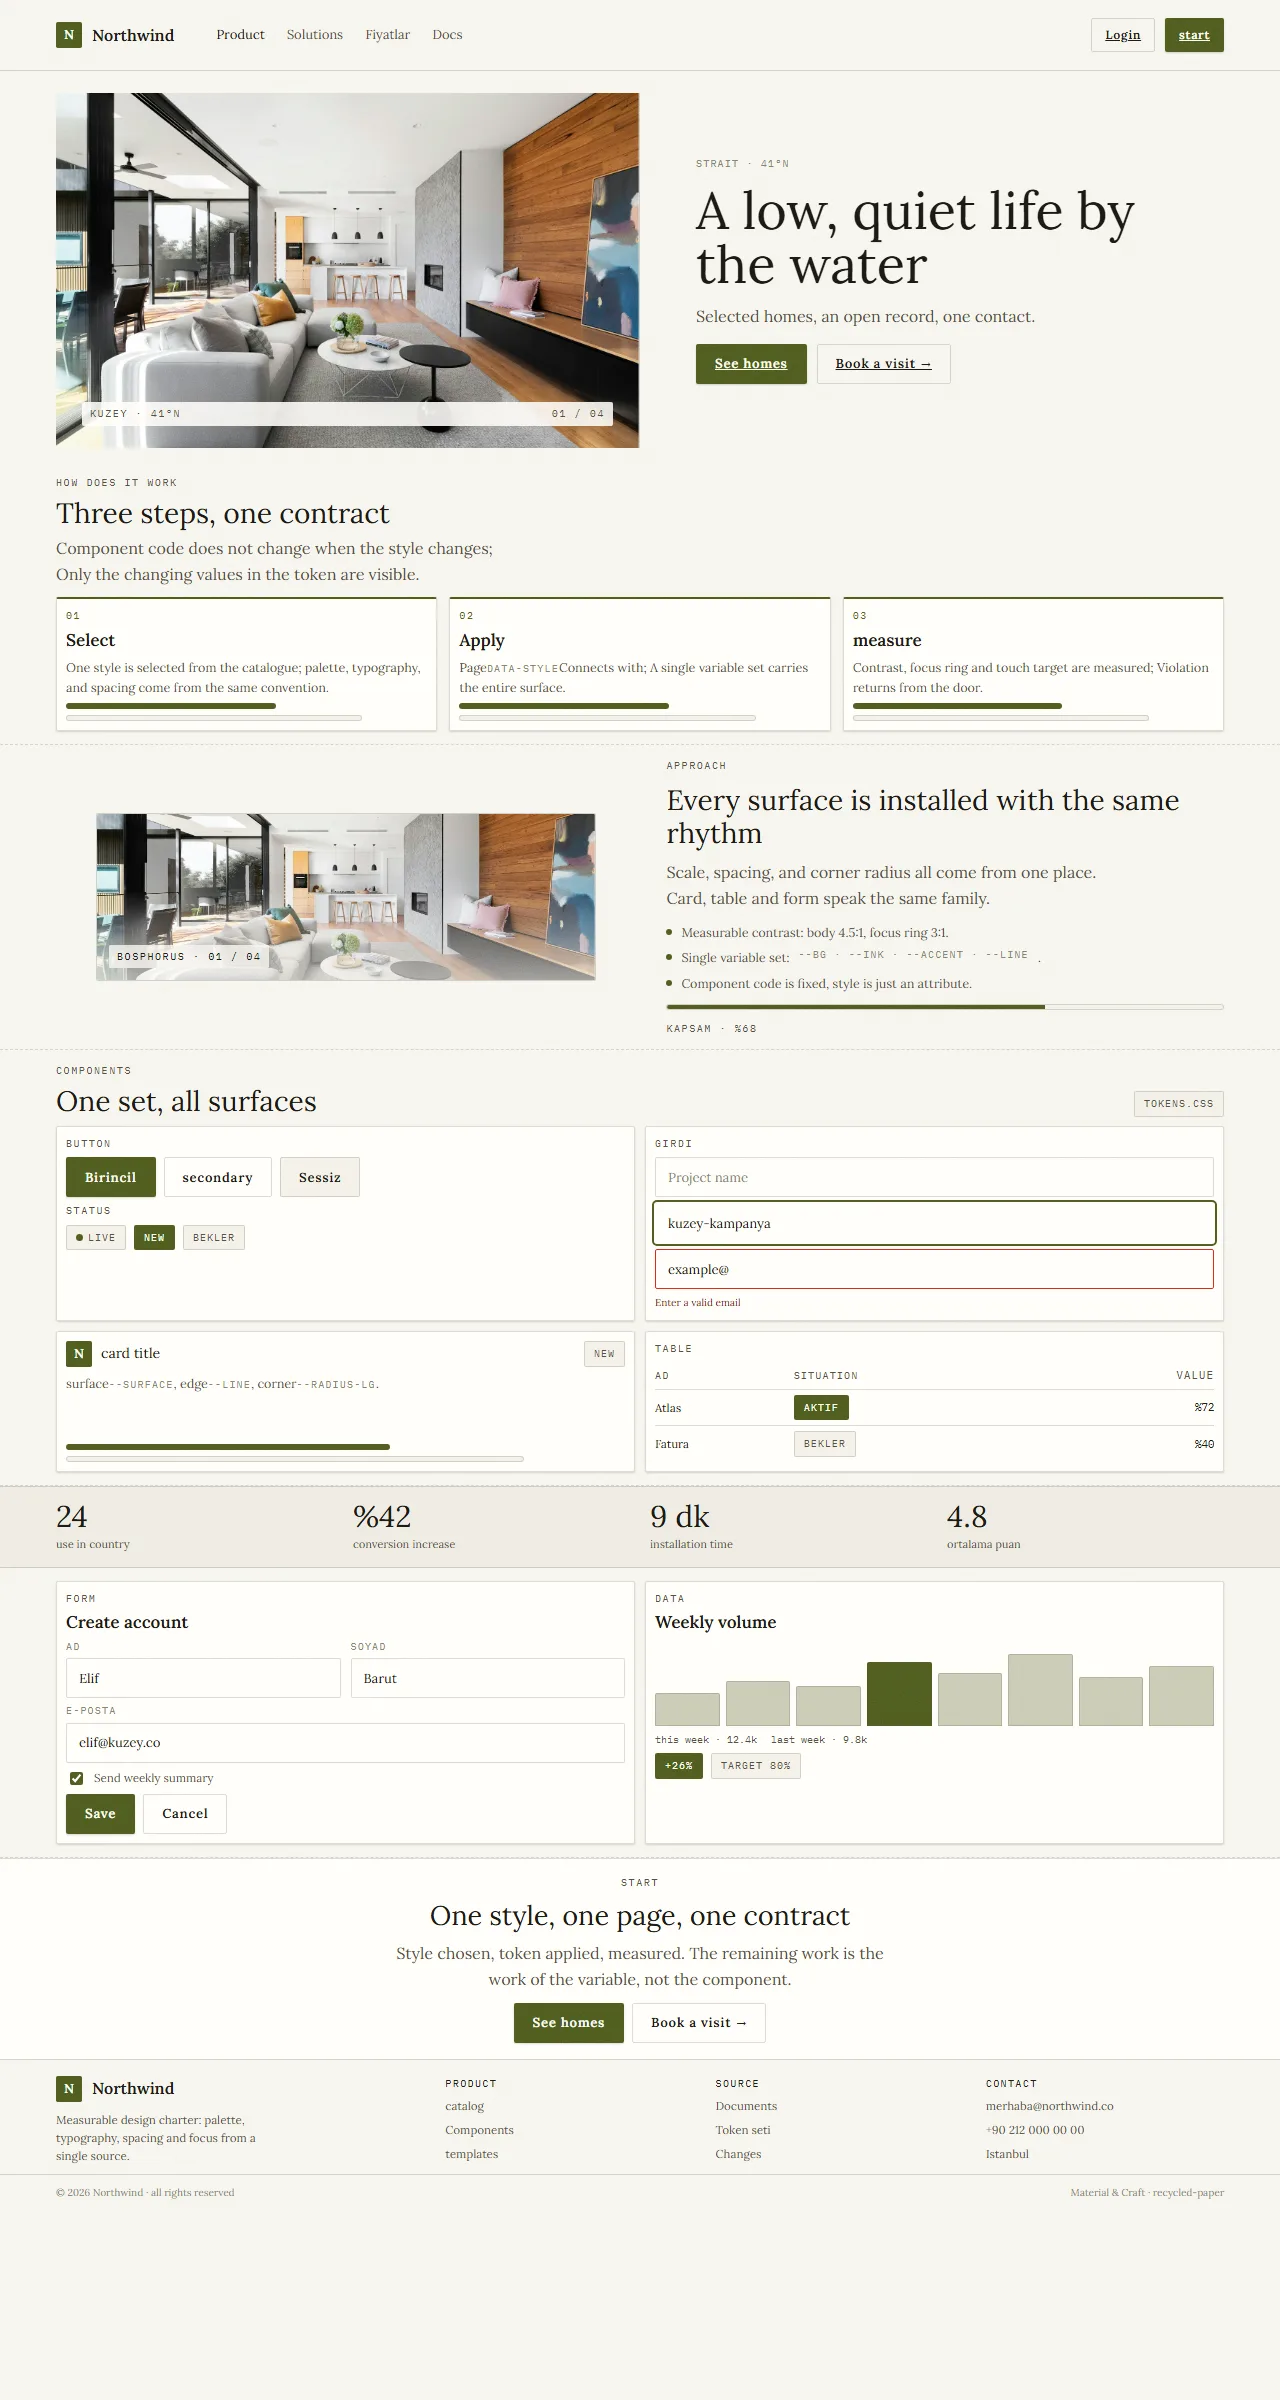 N Northwind Product Solutions Fiyatlar Docs Login start
STRAIT · 41°N
A low, quiet life by
the water
Selected homes, an open record, one contact.
See homes Book a visit →
KUZEY · 41°N 01 / 04
HOW DOES IT WORK
Three steps, one contract
Component code does not change when the style changes;
Only the changing values in the token are visible.
01
Select
One style is selected from the catalogue; palette, typography,
and spacing come from the same convention.
02
Apply
PageDATA-STYLEConnects with; A single variable set carries
the entire surface.
03
measure
Contrast, focus ring and touch target are measured; Violation
returns from the door.
BOSPHORUS · 01 / 04
APPROACH
Every surface is installed with the same
rhythm
Scale, spacing, and corner radius all come from one place.
Card, table and form speak the same family.
Measurable contrast: body 4.5:1, focus ring 3:1.
Single variable set: --BG · --INK · --ACCENT · --LINE .
Component code is fixed, style is just an attribute.
KAPSAM · %68
COMPONENTS
One set, all surfaces
TOKENS.CSS
BUTTON
Birincil secondary Sessiz
STATUS
LIVE NEW BEKLER
GIRDI
Project name
kuzey-kampanya
example@
Enter a valid email
N card title NEW
surface--SURFACE, edge--LINE, corner--RADIUS-LG.
TABLE
AD SITUATION VALUE
Atlas AKTIF %72
Fatura BEKLER %40
24
use in country
%42
conversion increase
9 dk
installation time
4.8
ortalama puan
FORM
Create account
AD SOYAD
Elif Barut
E-POSTA
elif@kuzey.co
Send weekly summary
Save Cancel
DATA
Weekly volume
this week · 12.4k last week · 9.8k
+26% TARGET 80%
START
One style, one page, one contract
Style chosen, token applied, measured. The remaining work is the
work of the variable, not the component.
See homes Book a visit →
N Northwind
Measurable design charter: palette,
typography, spacing and focus from a
single source.
PRODUCT
catalog
Components
templates
SOURCE
Documents
Token seti
Changes
CONTACT
merhaba@northwind.co
+90 212 000 00 00
Istanbul
© 2026 Northwind · all rights reserved
Material & Craft · recycled-paper